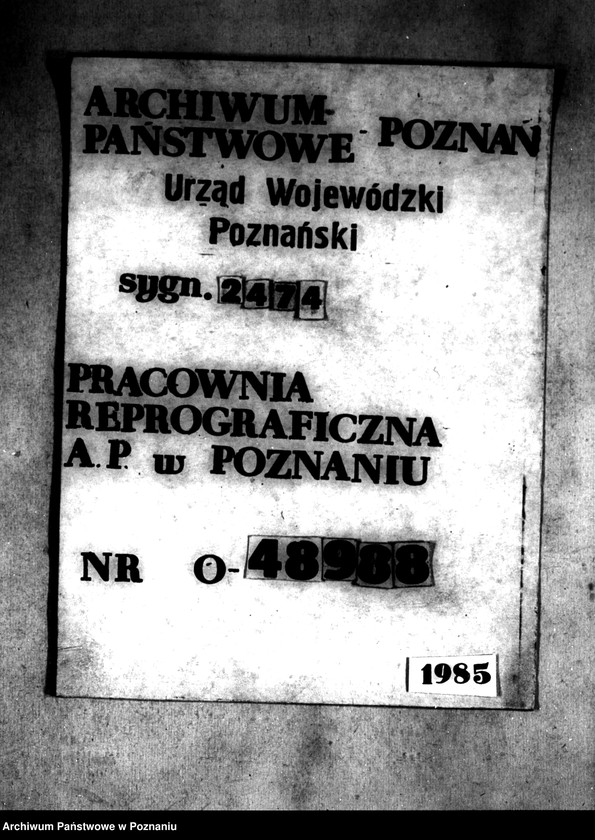 ARCHIWUM-
PAŃSTWOWE - POZNAŃ
Urząd Wojewódzki
Poznański
sygn. 2474
PRACOWNIA
REPROGRAFICZNA
A.P. w POZNANIU
NR O-48988
1985
Archiwum Państwowe w Poznaniu